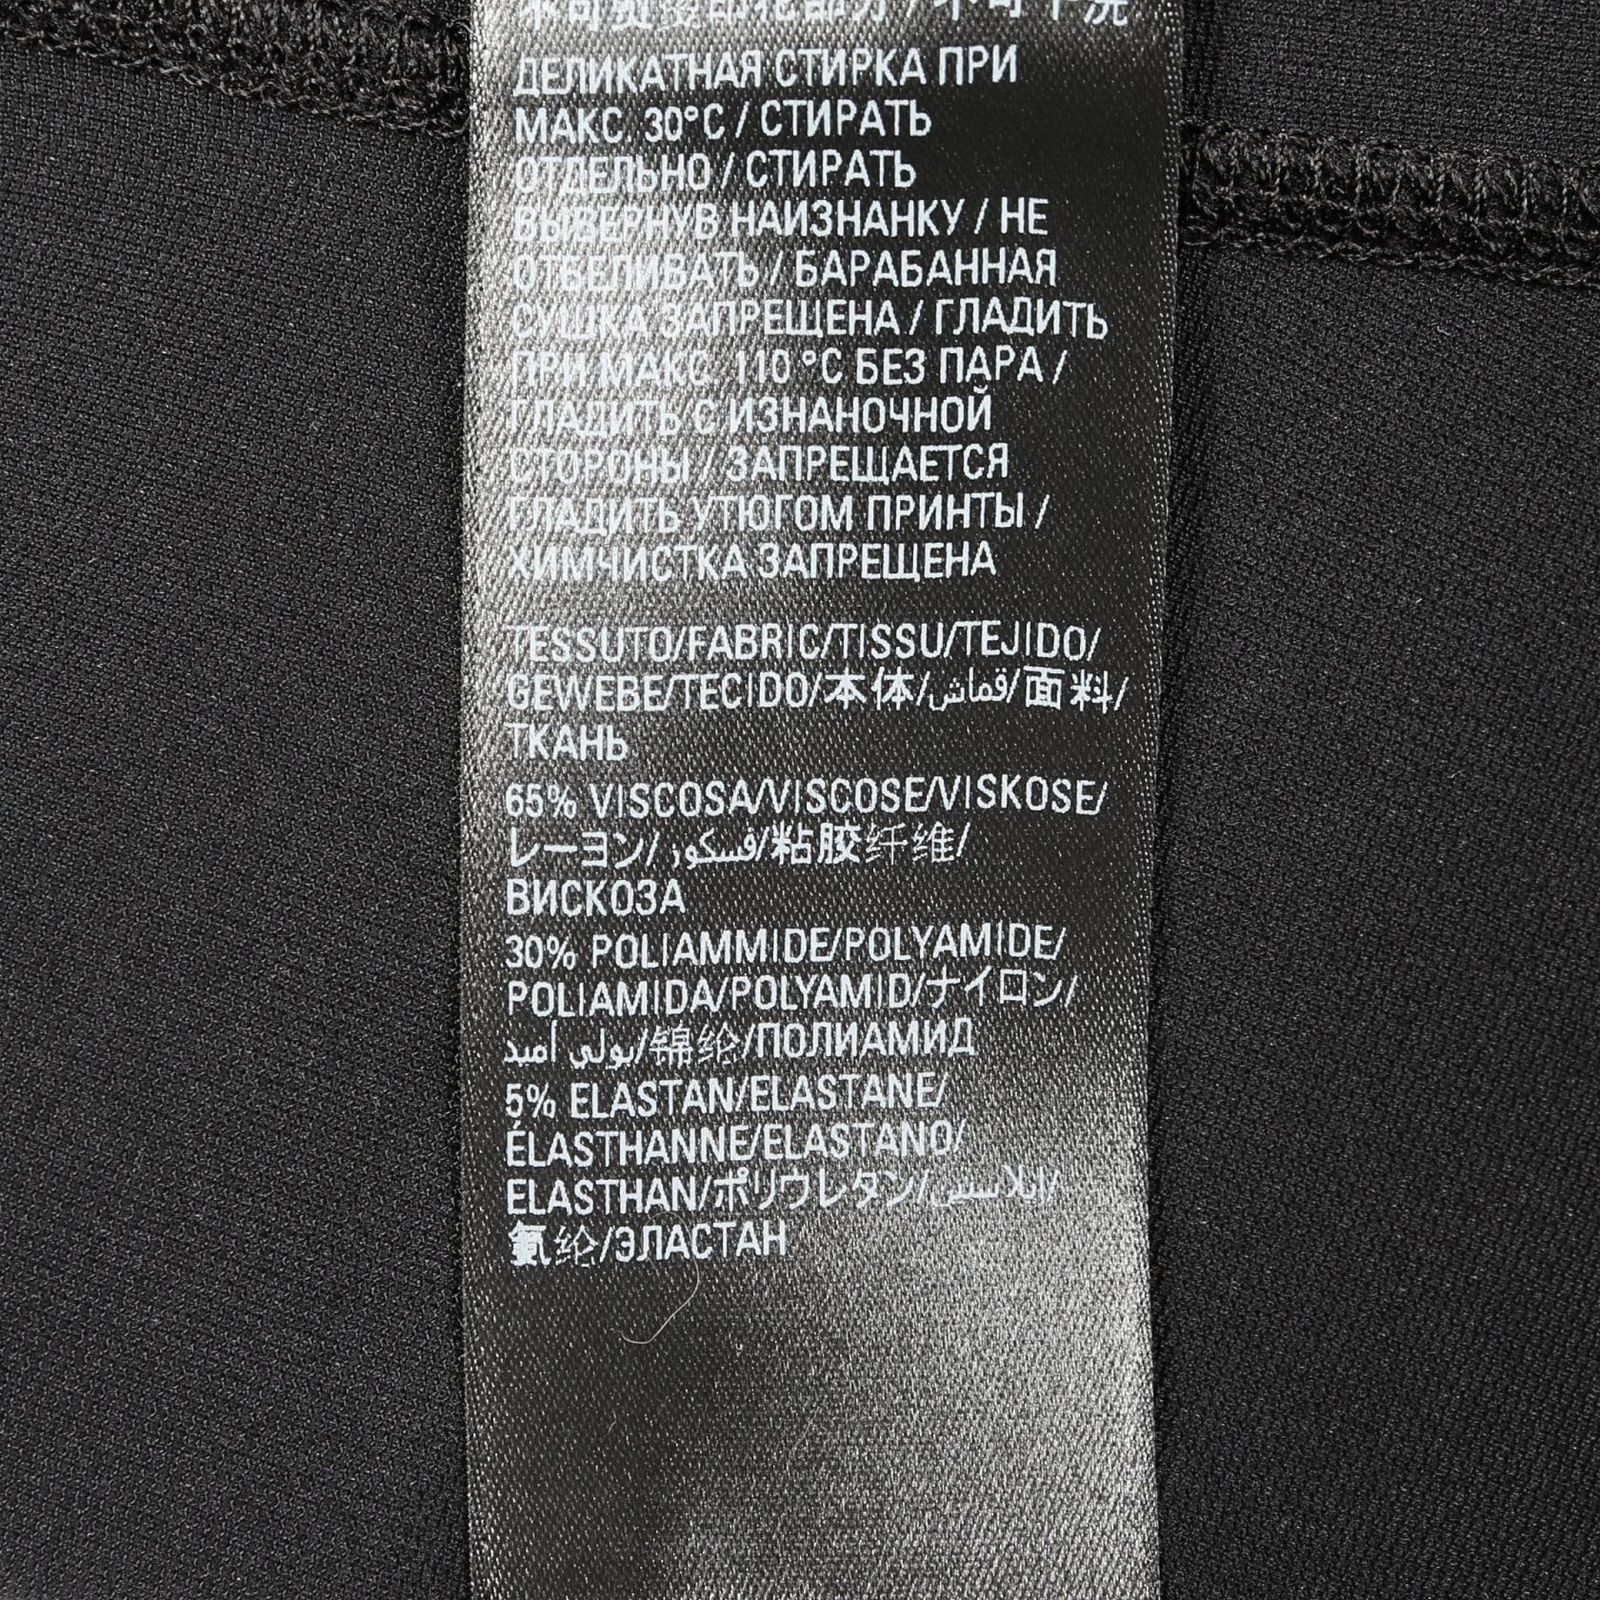 ДЕЛИКАТНАЯ СТИРКА ПРИ
МАКС. 30°C / СТИРАТЬ
ОТДЕЛЬНО / СТИРАТЬ
ВЫВЕРНУВ НАИЗНАНКУ / НЕ
ОТБЕЛИВАТЬ / БАРАБАННАЯ
СУШКА ЗАПРЕЩЕНА / ГЛАДИТЬ
ПРИ МАКС. 110 °C БЕЗ ПАРА /
ГЛАДИТЬ С ИЗНАНОЧНОЙ
СТОРОНЫ / ЗАПРЕЩАЕТСЯ
ГЛАДИТЬ УТЮГОМ ПРИНТЫ /
ХИМЧИСТКА ЗАПРЕЩЕНА
TESSUTO/FABRIC/TISSU/TEJIDO/
GEWEBE/TECIDO/本体/قماش/面料/
ТКАНЬ
65% VISCOSA/VISCOSE/VISKOSE/
レーヨン/فسكوز/粘胶纤维/
ВИСКОЗА
30% POLIAMMIDE/POLYAMIDE/
POLIAMIDA/POLYAMID/ナイロン/
بولي أميد/锦纶/ПОЛИАМИД
5% ELASTAN/ELASTANE/
ÉLASTHANNE/ELASTANO/
ELASTHAN/ポリウレタン/إيلاستين/
氨纶/ЭЛАСТАН